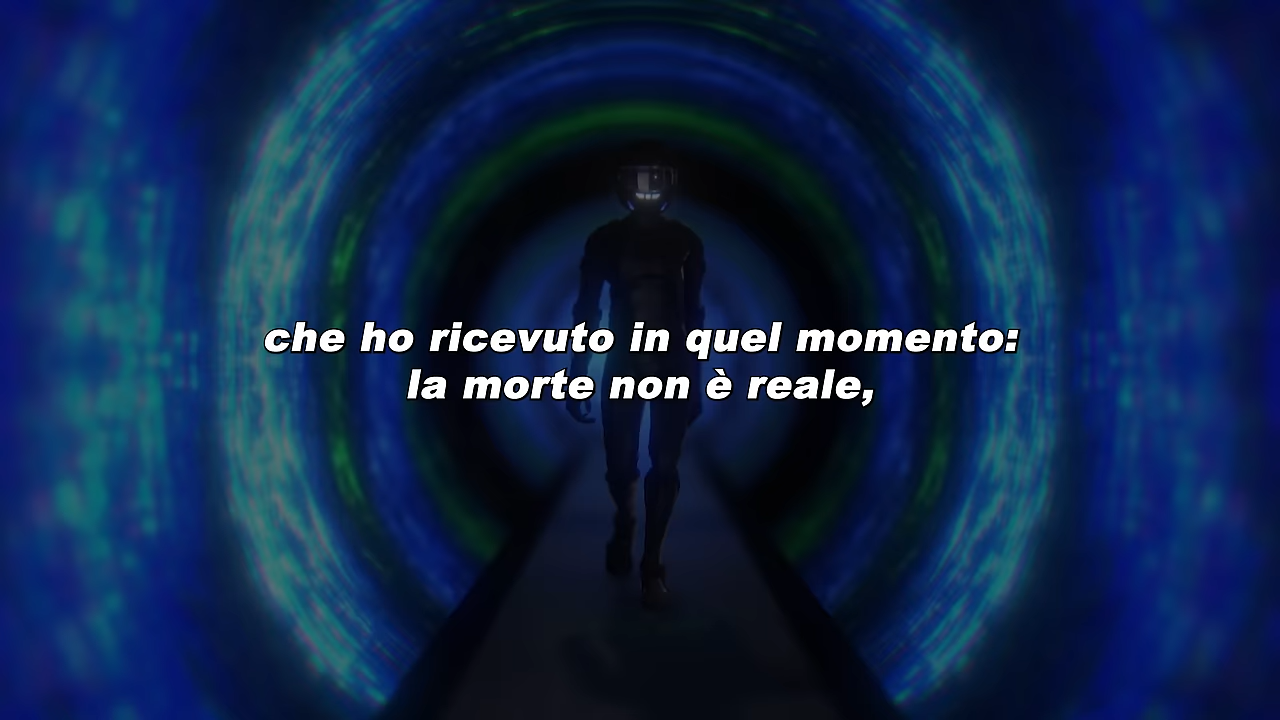 che ho ricevuto in quel momento:
la morte non è reale,